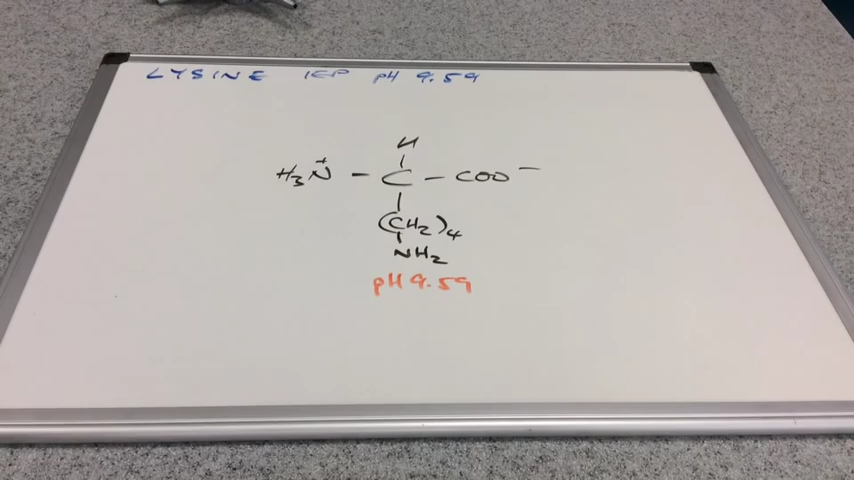 LYSINE IEP pH 9.59
H
H₃N⁺ — C — COO⁻
(CH₂)₄
NH₂
pH 9.59